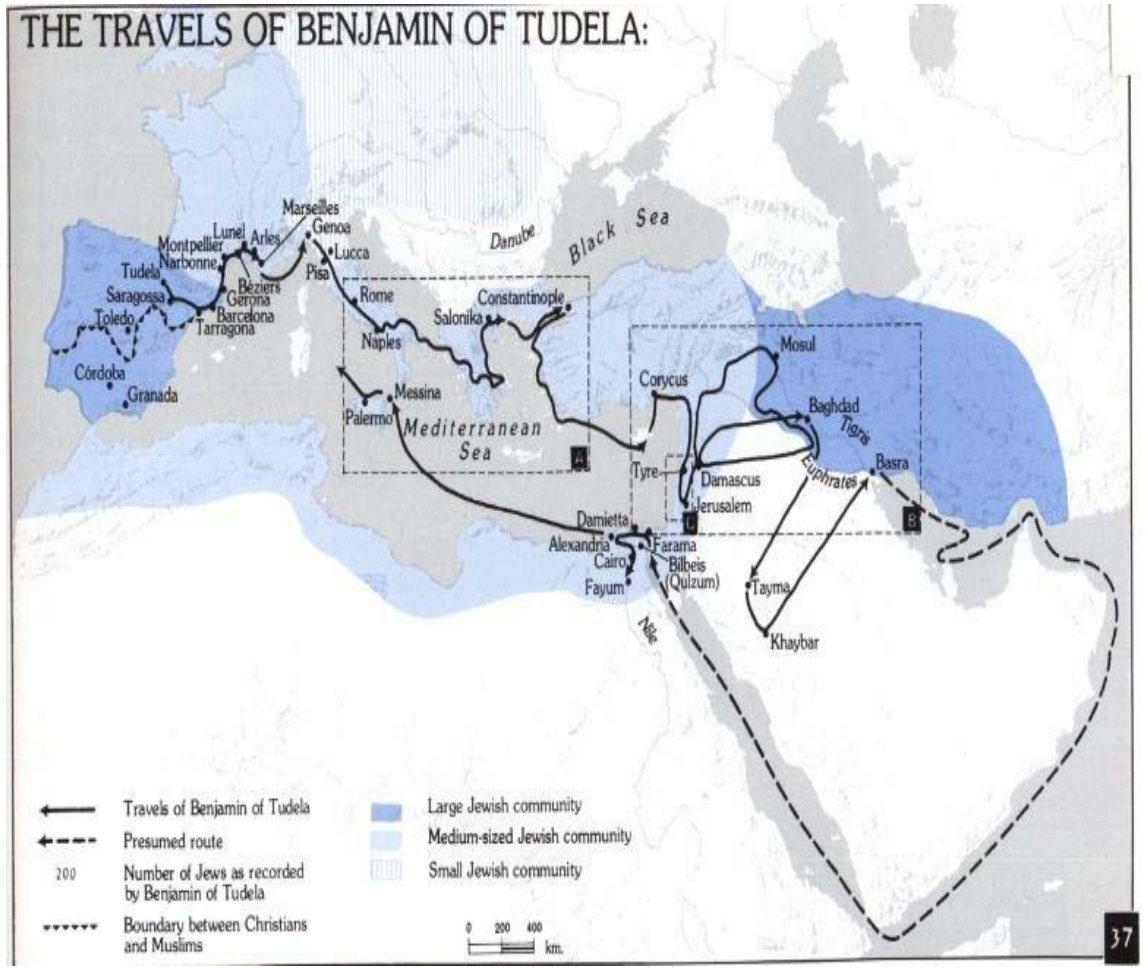 THE TRAVELS OF BENJAMIN OF TUDELA:
Marseilles
Genoa
Lunel
Arles
Montpellier
Narbonne
Lucca
Pisa
Tudela
Béziers
Saragossa
Gerona
Barcelona
Toledo
Tarragona
Rome
Naples
Córdoba
Granada
Danube
Black Sea
Constantinople
Salonika
Messina
Palermo
Mediterranean
Sea
A
Corycus
Mosul
Baghdad
Tigris
Euphrates
Basra
Tyre
Damascus
Jerusalem
C
B
Damietta
Alexandria
Farama
Cairo
Bilbeis
(Qulzum)
Fayum
Nile
Tayma
Khaybar
Travels of Benjamin of Tudela
Presumed route
200 Number of Jews as recorded
by Benjamin of Tudela
Boundary between Christians
and Muslims
Large Jewish community
Medium-sized Jewish community
Small Jewish community
0 200 400
km.
37